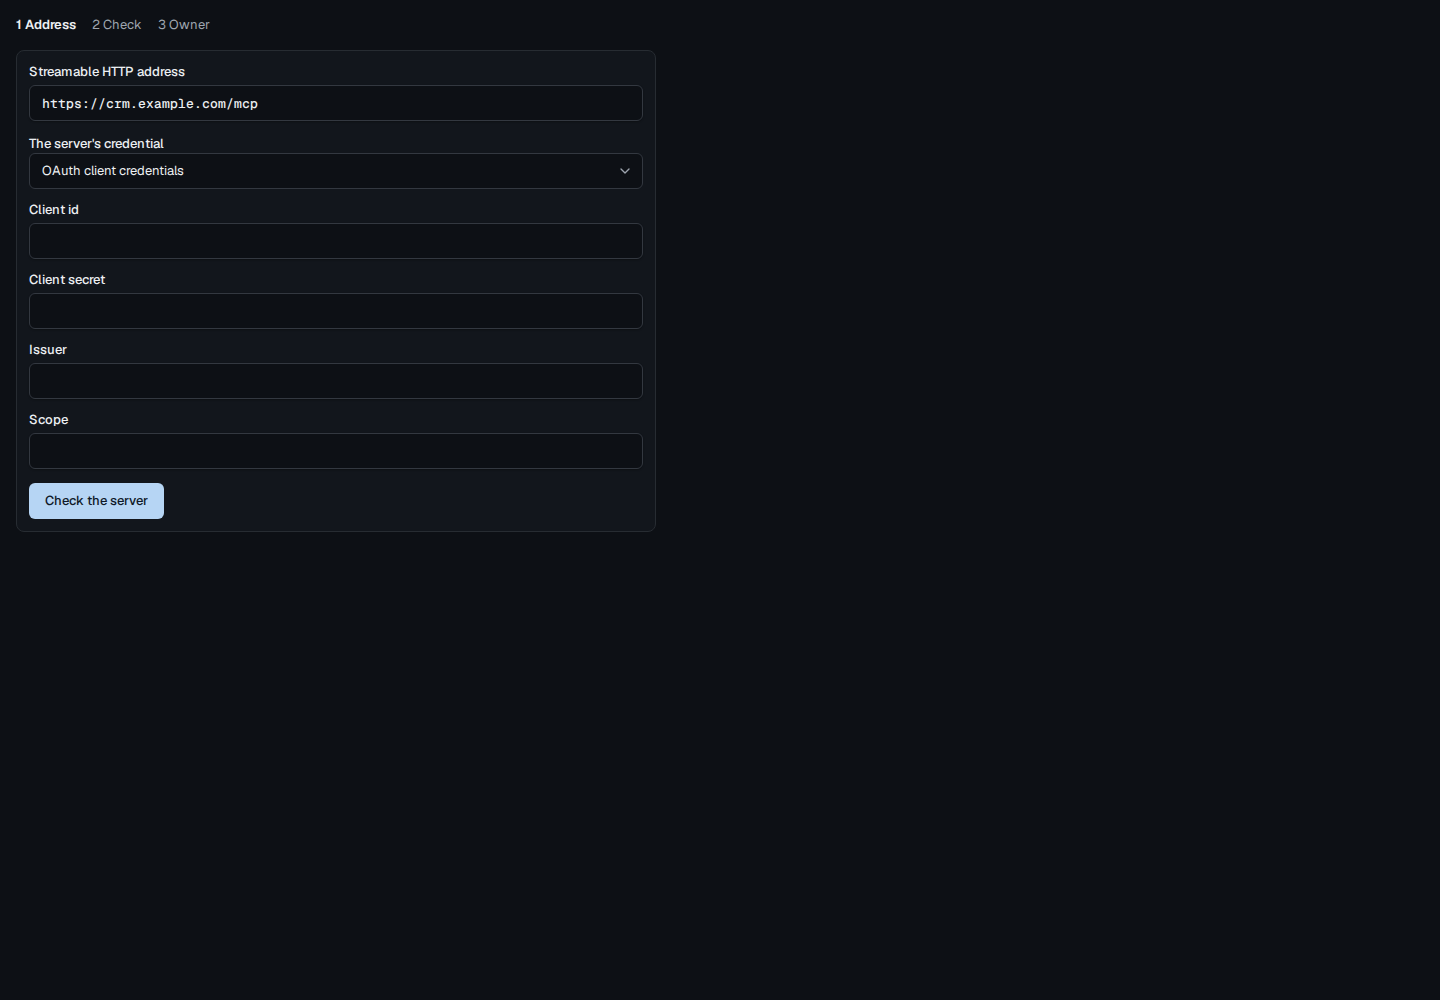 1 Address 2 Check 3 Owner
Streamable HTTP address
https://crm.example.com/mcp
The server's credential
OAuth client credentials
Client id
Client secret
Issuer
Scope
Check the server